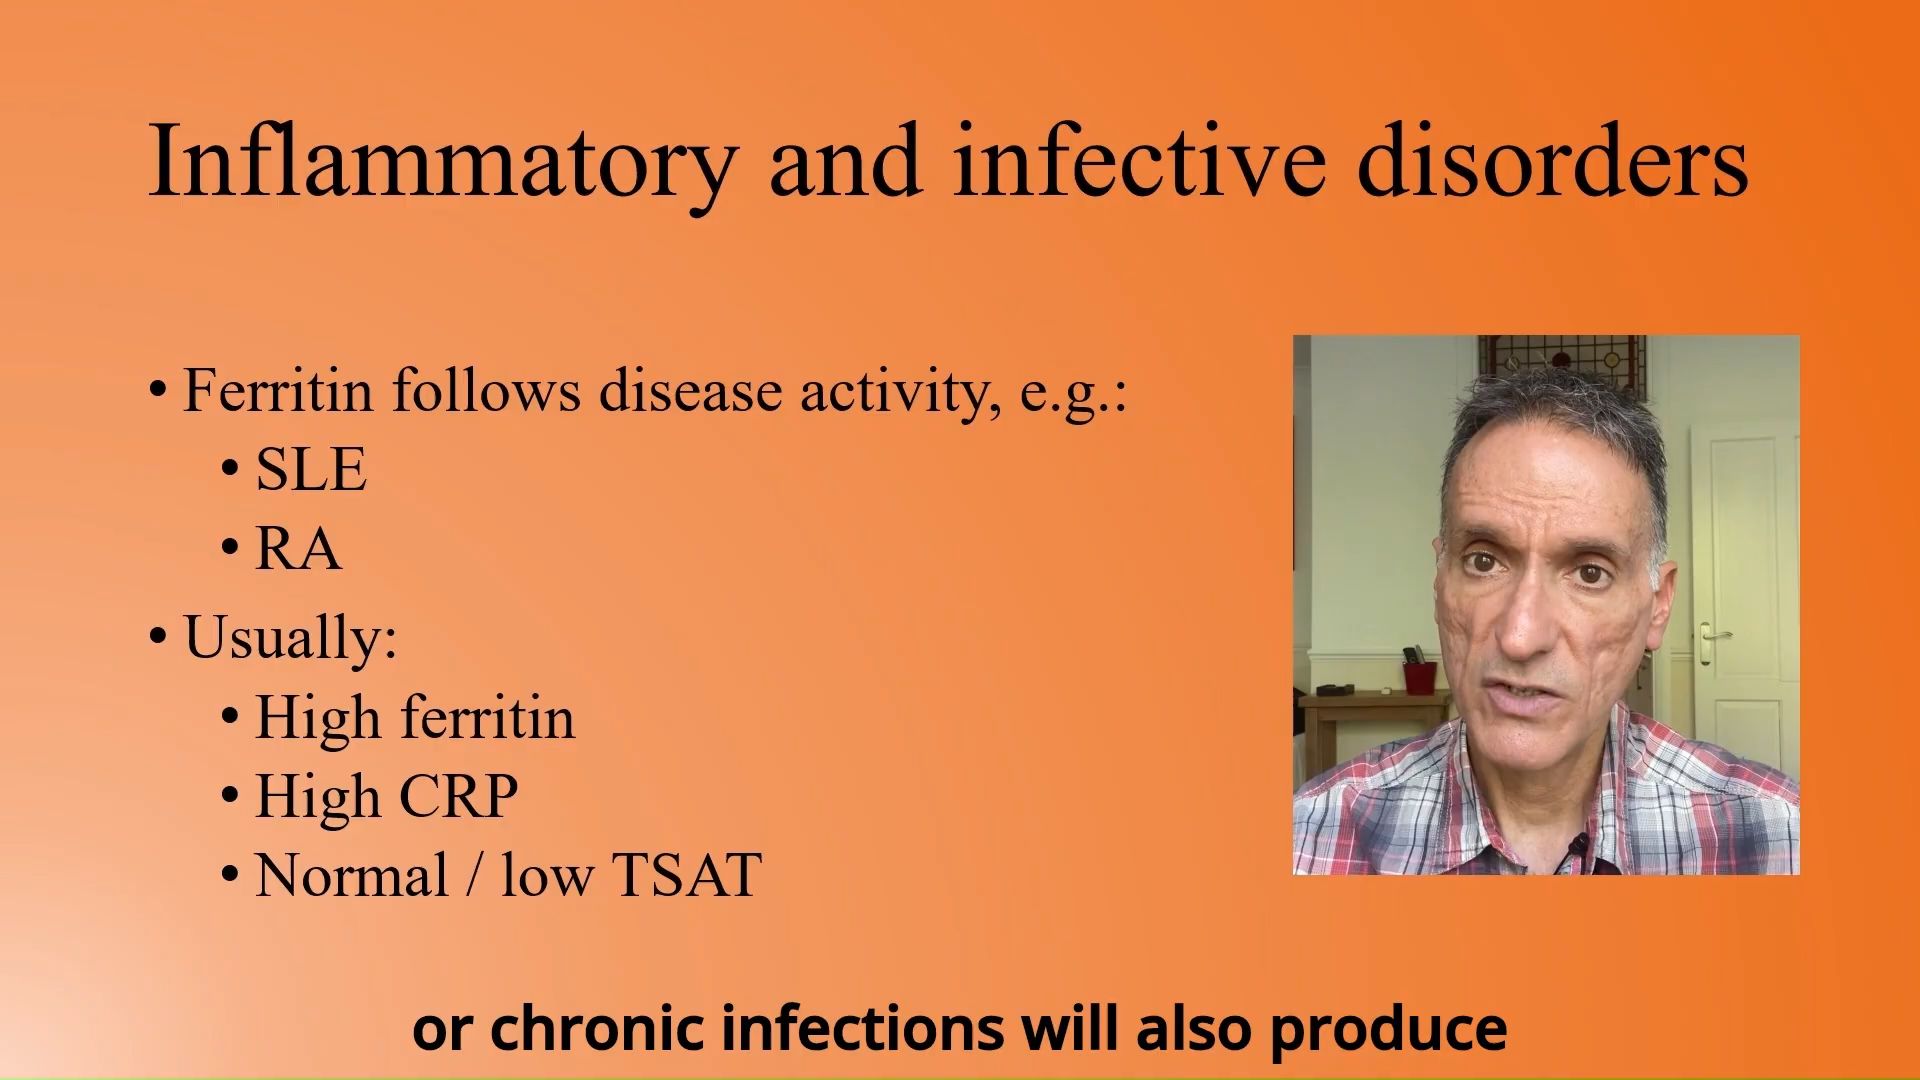 Inflammatory and infective disorders
• Ferritin follows disease activity, e.g.:
• SLE
• RA
• Usually:
• High ferritin
• High CRP
• Normal / low TSAT
or chronic infections will also produce